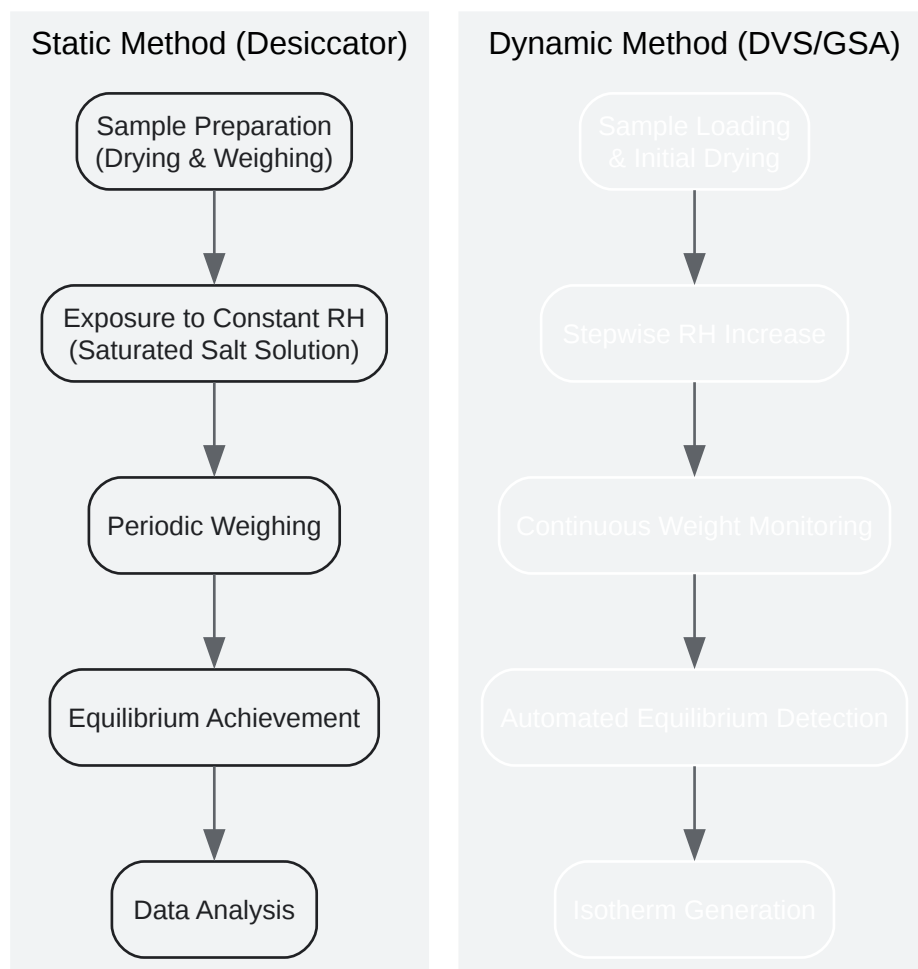 Static Method (Desiccator)
Sample Preparation
(Drying & Weighing)
Exposure to Constant RH
(Saturated Salt Solution)
Periodic Weighing
Equilibrium Achievement
Data Analysis
Dynamic Method (DVS/GSA)
Sample Loading
& Initial Drying
Stepwise RH Increase
Continuous Weight Monitoring
Automated Equilibrium Detection
Isotherm Generation